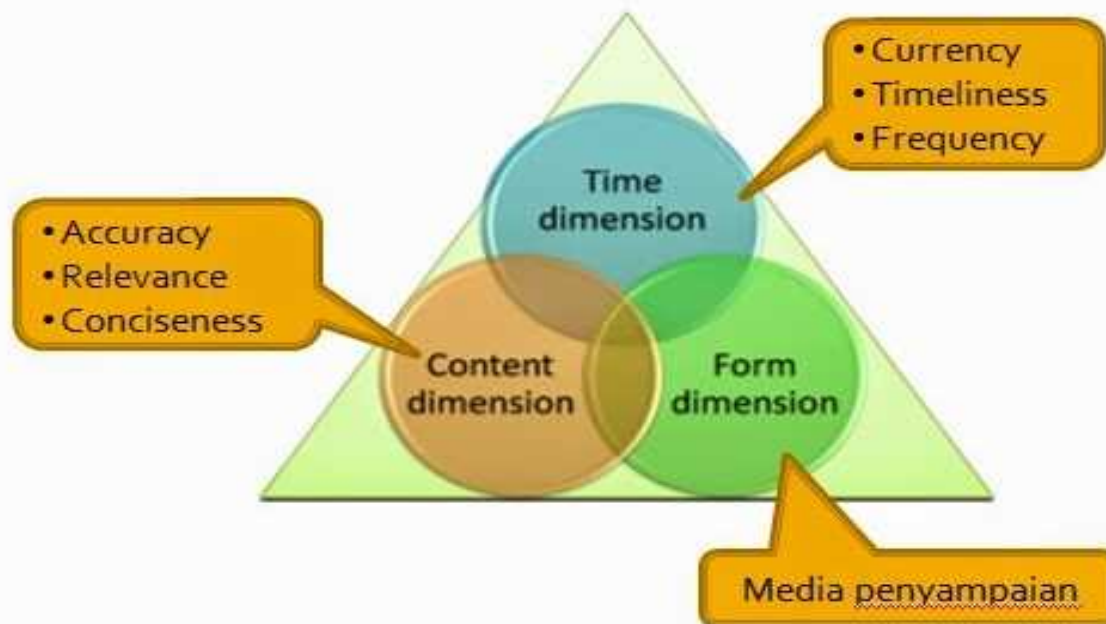 • Currency
• Timeliness
• Frequency
Time
dimension
• Accuracy
• Relevance
• Conciseness
Content
dimension
Form
dimension
Media penyampaian